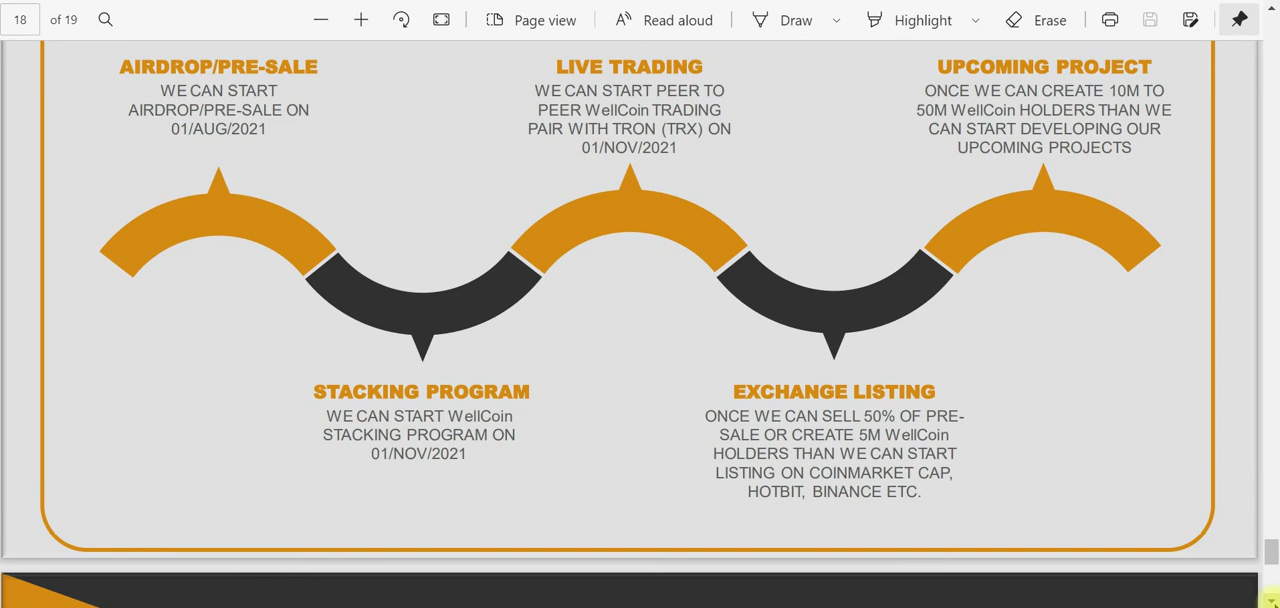 18 of 19 Page view Read aloud Draw Highlight Erase
AIRDROP/PRE-SALE
WE CAN START
AIRDROP/PRE-SALE ON
01/AUG/2021
LIVE TRADING
WE CAN START PEER TO
PEER WellCoin TRADING
PAIR WITH TRON (TRX) ON
01/NOV/2021
UPCOMING PROJECT
ONCE WE CAN CREATE 10M TO
50M WellCoin HOLDERS THAN WE
CAN START DEVELOPING OUR
UPCOMING PROJECTS
STACKING PROGRAM
WE CAN START WellCoin
STACKING PROGRAM ON
01/NOV/2021
EXCHANGE LISTING
ONCE WE CAN SELL 50% OF PRE-
SALE OR CREATE 5M WellCoin
HOLDERS THAN WE CAN START
LISTING ON COINMARKET CAP,
HOTBIT, BINANCE ETC.